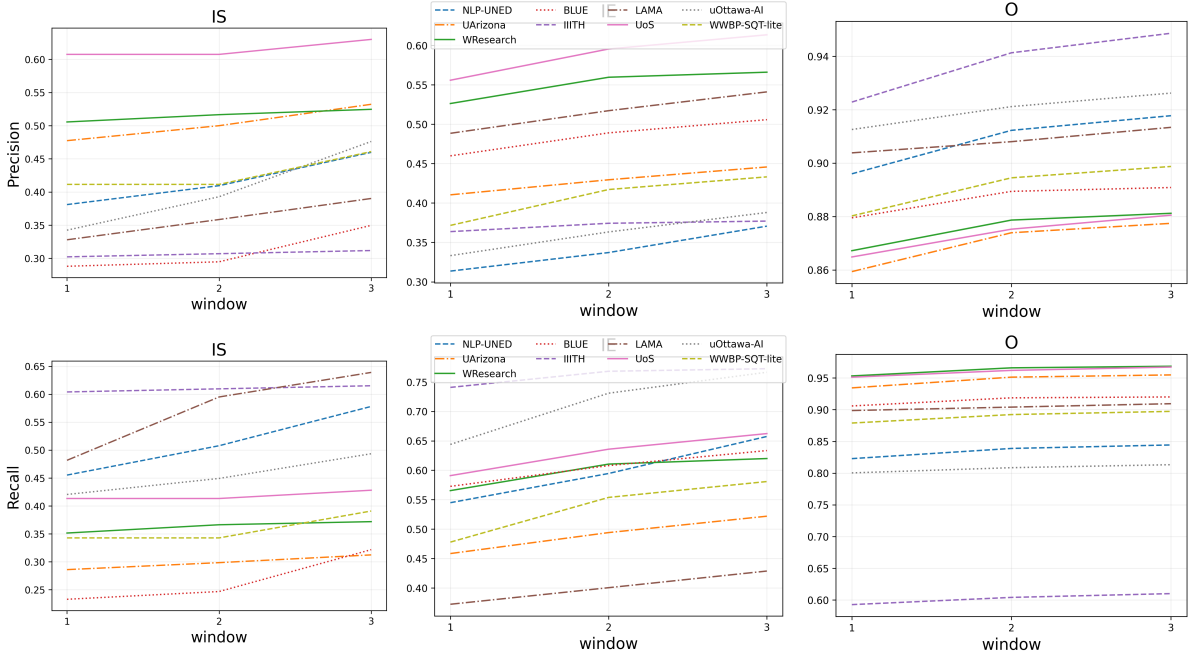 IS
Precision
0.60
0.55
0.50
0.45
0.40
0.35
0.30
1 2 3
window
IE
NLP-UNED BLUE LAMA uOttawa-AI
UArizona IIITH UoS WWBP-SQT-lite
WResearch
0.60
0.55
0.50
0.45
0.40
0.35
0.30
1 2 3
window
O
0.94
0.92
0.90
0.88
0.86
1 2 3
window
IS
Recall
0.65
0.60
0.55
0.50
0.45
0.40
0.35
0.30
0.25
1 2 3
window
IE
NLP-UNED BLUE LAMA uOttawa-AI
UArizona IIITH UoS WWBP-SQT-lite
WResearch
0.75
0.70
0.65
0.60
0.55
0.50
0.45
0.40
1 2 3
window
O
0.95
0.90
0.85
0.80
0.75
0.70
0.65
0.60
1 2 3
window